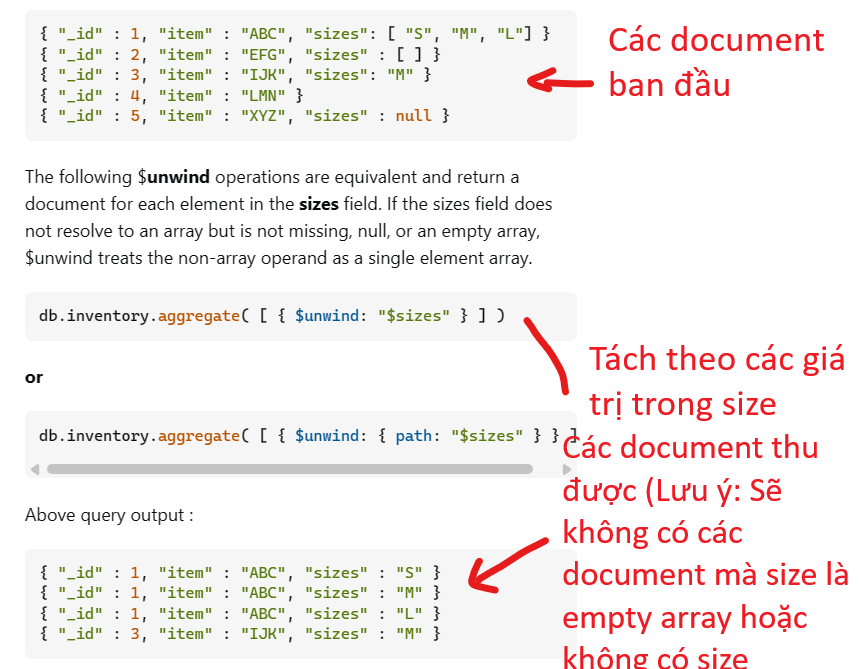 { "_id" : 1, "item" : "ABC", "sizes": [ "S", "M", "L"] }
{ "_id" : 2, "item" : "EFG", "sizes" : [ ] }
{ "_id" : 3, "item" : "IJK", "sizes": "M" }
{ "_id" : 4, "item" : "LMN" }
{ "_id" : 5, "item" : "XYZ", "sizes" : null }
Các document
ban đầu
The following $unwind operations are equivalent and return a
document for each element in the sizes field. If the sizes field does
not resolve to an array but is not missing, null, or an empty array,
$unwind treats the non-array operand as a single element array.
db.inventory.aggregate( [ { $unwind: "$sizes" } ] )
or
db.inventory.aggregate( [ { $unwind: { path: "$sizes" } } ]
Tách theo các giá
trị trong size
Above query output :
{ "_id" : 1, "item" : "ABC", "sizes" : "S" }
{ "_id" : 1, "item" : "ABC", "sizes" : "M" }
{ "_id" : 1, "item" : "ABC", "sizes" : "L" }
{ "_id" : 3, "item" : "IJK", "sizes" : "M" }
Các document thu
được (Lưu ý: Sẽ
không có các
document mà size là
empty array hoặc
không có size